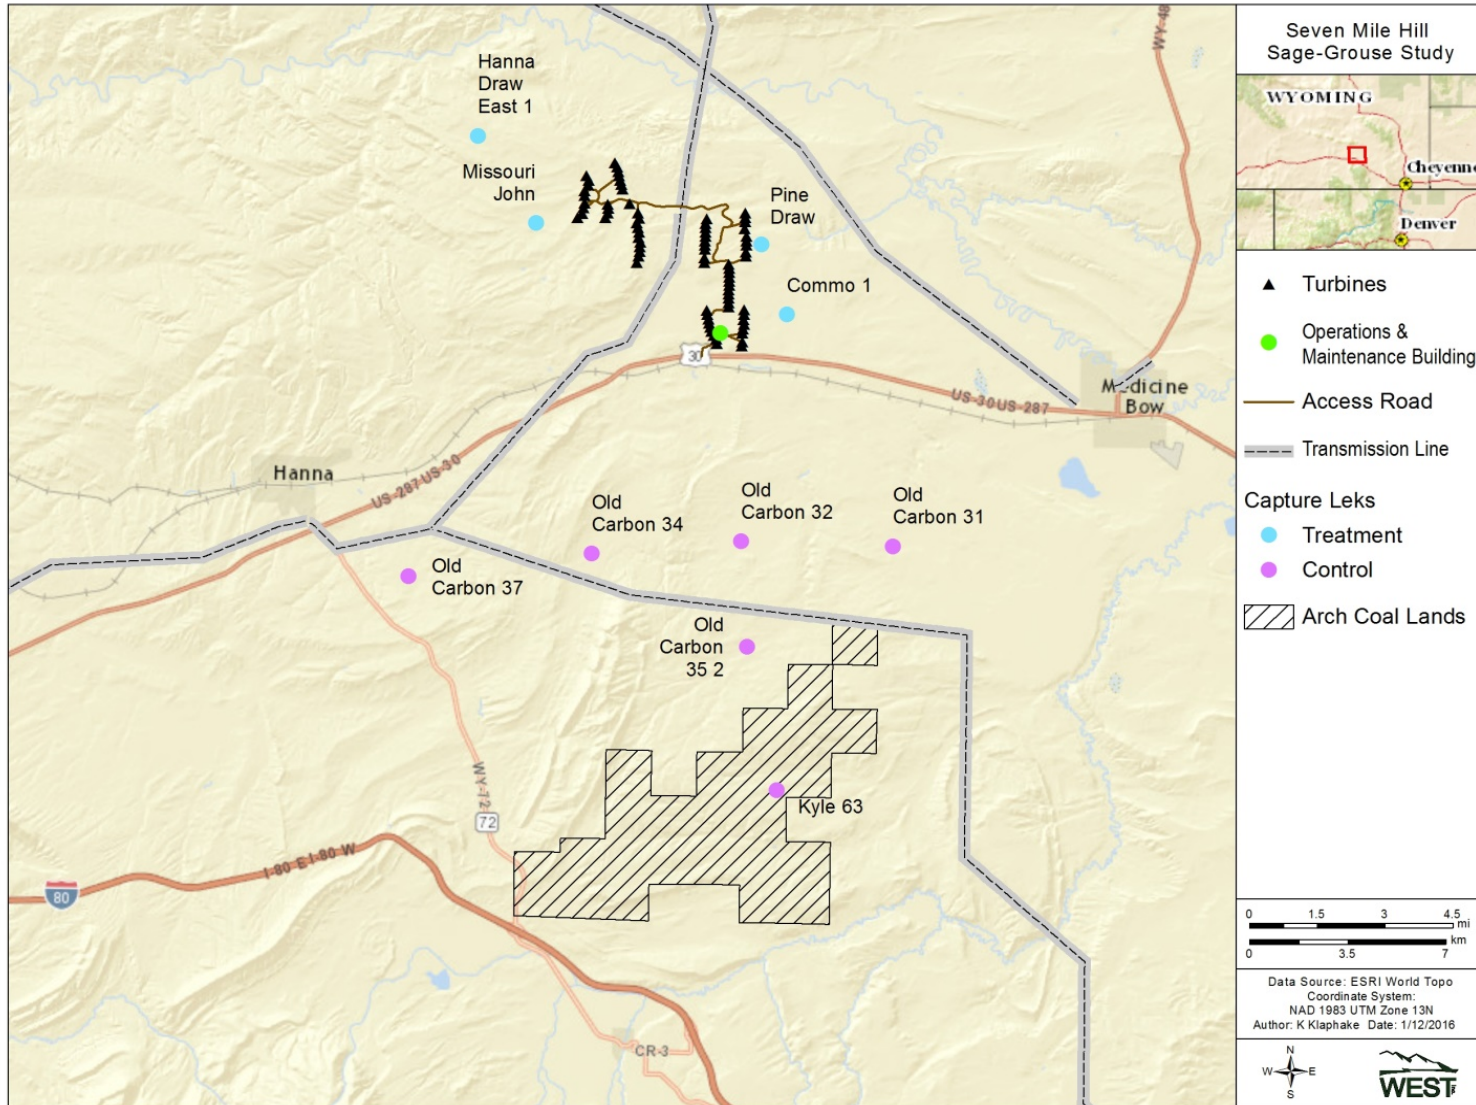 Hanna
Draw
East 1
Missouri
John
Pine
Draw
Commo 1
WY-48
30
US-30US-287
Medicine
Bow
Hanna
US-287US-30
Old
Carbon 34
Old
Carbon 32
Old
Carbon 31
Old
Carbon 37
Old
Carbon
35 2
Kyle 63
WY-72
72
I-80 E I-80 W
80
CR-3
Seven Mile Hill
Sage-Grouse Study
WYOMING
Cheyenne
Denver
Turbines
Operations &
Maintenance Building
Access Road
Transmission Line
Capture Leks
Treatment
Control
Arch Coal Lands
0 1.5 3 4.5
mi
km
0 3.5 7
Data Source: ESRI World Topo
Coordinate System:
NAD 1983 UTM Zone 13N
Author: K Klaphake Date: 1/12/2016
N
W E
S
WEST